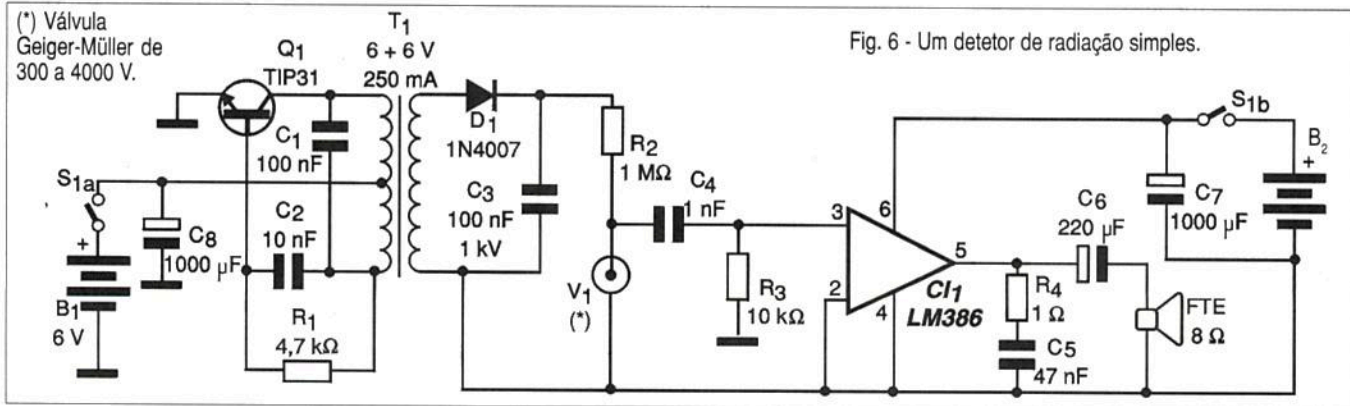 (*) Válvula
Geiger-Müller de
300 a 4000 V.
Q1
TIP31
T1
6 + 6 V
250 mA
Fig. 6 - Um detetor de radiação simples.
C1
100 nF
D1
1N4007
R2
1 MΩ
S1b
B2
+
S1a
C8
1000 µF
C2
10 nF
C3
100 nF
1 kV
C4
1 nF
3
6
C6
220 µF
C7
1000 µF
+
B1
6 V
R1
4,7 kΩ
V1
(*)
R3
10 kΩ
2
4
5
CI1
LM386
R4
1 Ω
C5
47 nF
FTE
8 Ω